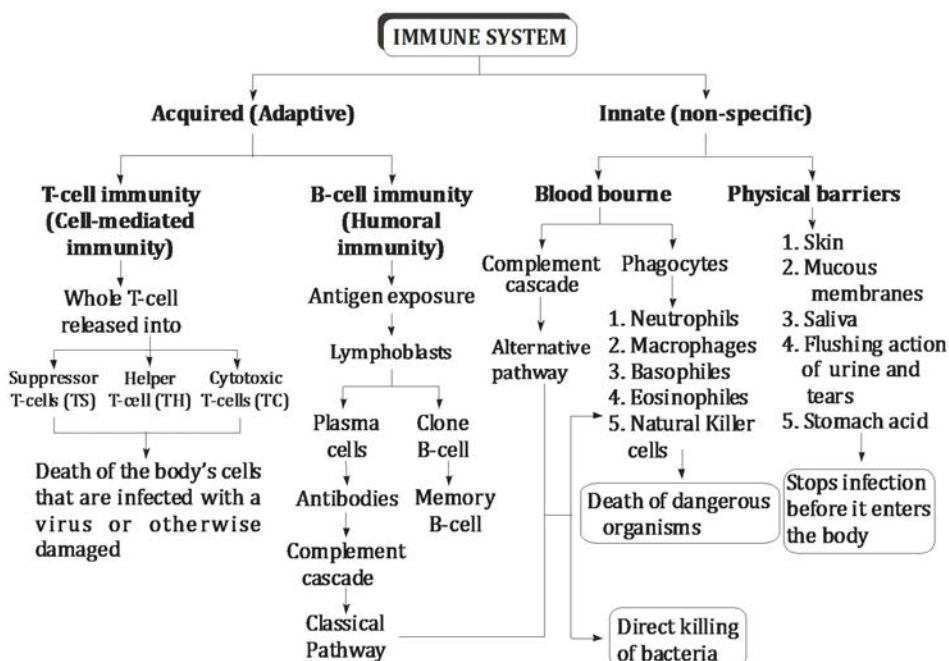 IMMUNE SYSTEM
Acquired (Adaptive)
Innate (non-specific)
T-cell immunity
(Cell-mediated
immunity)
B-cell immunity
(Humoral
immunity)
Blood bourne
Physical barriers
Whole T-cell
released into
Suppressor
T-cells (TS)
Helper
T-cell (TH)
Cytotoxic
T-cells (TC)
Death of the body's cells
that are infected with a
virus or otherwise
damaged
Antigen exposure
Lymphoblasts
Plasma
cells
Clone
B-cell
Antibodies
Memory
B-cell
Complement
cascade
Classical
Pathway
Complement
cascade
Alternative
pathway
Phagocytes
1. Neutrophils
2. Macrophages
3. Basophiles
4. Eosinophiles
5. Natural Killer
cells
Death of dangerous
organisms
Direct killing
of bacteria
1. Skin
2. Mucous
membranes
3. Saliva
4. Flushing action
of urine and
tears
5. Stomach acid
Stops infection
before it enters
the body